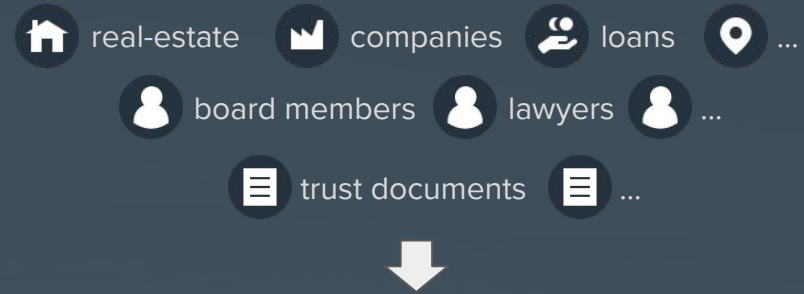 real-estate companies loans ...
board members lawyers ...
trust documents ...